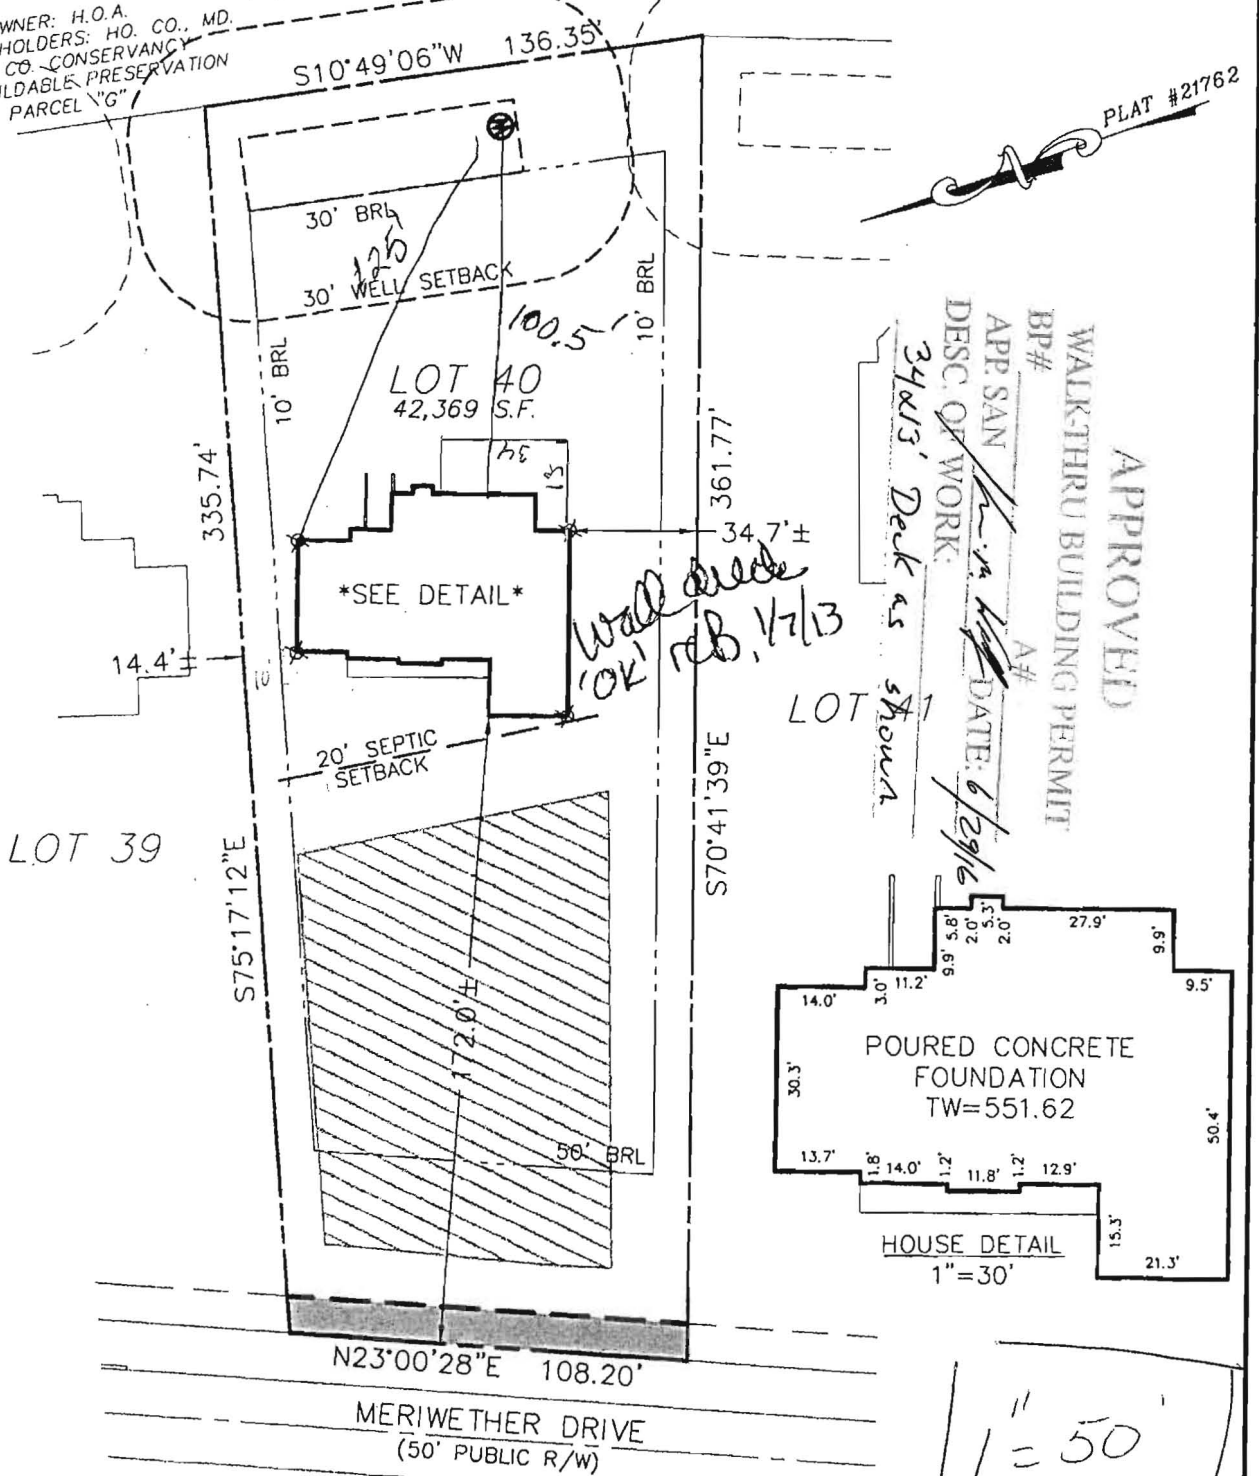 WNER: H.O.A.
HOLDERS: HO. CO., MD.
CO. CONSERVANCY
ILDABLE PRESERVATION
PARCEL "G"
S10°49'06"W 136.35'
PLAT #21762
N
30' BRL
125
30' WELL SETBACK
100.5'
10' BRL
10' BRL
LOT 40
42,369 S.F.
34
13
335.74'
361.77'
34.7'±
*SEE DETAIL*
14.4'±
10'
'OK' 1/7/13
20' SEPTIC
SETBACK
LOT 39
LOT 41
S75°17'12"E
S70°41'39"E
172.0'±
50' BRL
N23°00'28"E 108.20'
MERIWETHER DRIVE
(50' PUBLIC R/W)
APPROVED
WALK-THRU BUILDING PERMIT
BP# A#
APP. SAN DATE: 6/29/16
DESC. OF WORK:
34x13' Deck as shown
5.8'
2.0'
5.3'
2.0'
27.9'
9.9'
9.9'
14.0'
3.0'
11.2'
9.5'
30.3'
POURED CONCRETE
FOUNDATION
TW=551.62
50.4'
13.7'
1.8'
14.0'
1.2'
11.8'
1.2'
12.9'
15.3'
21.3'
HOUSE DETAIL
1"=30'
1" = 50'